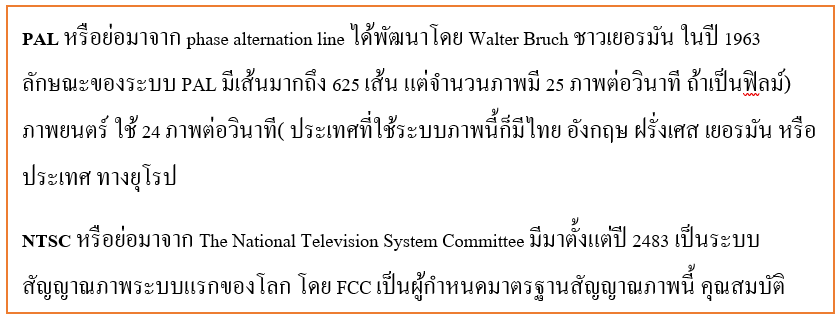 PAL หรือย่อมาจาก phase alternation line ได้พัฒนาโดย Walter Bruch ชาวเยอรมัน ในปี 1963
ลักษณะของระบบ PAL มีเส้นมากถึง 625 เส้น แต่จำนวนภาพมี 25 ภาพต่อวินาที ถ้าเป็นฟิลม์)
ภาพยนตร์ ใช้ 24 ภาพต่อวินาที( ประเทศที่ใช้ระบบภาพนี้ก็มีไทย อังกฤษ ฝรั่งเศส เยอรมัน หรือ
ประเทศ ทางยุโรป
NTSC หรือย่อมาจาก The National Television System Committee มีมาตั้งแต่ปี 2483 เป็นระบบ
สัญญาณภาพระบบแรกของโลก โดย FCC เป็นผู้กำหนดมาตรฐานสัญญาณภาพนี้ คุณสมบัติ